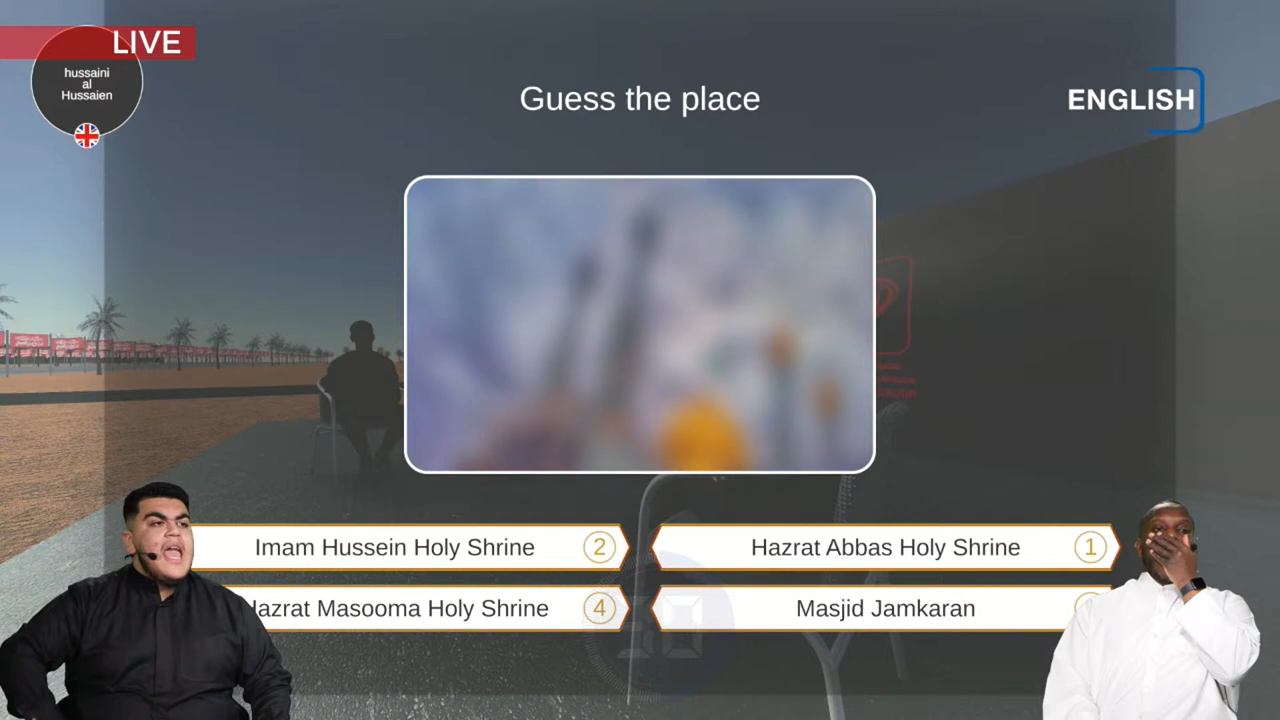 LIVE
hussaini
al
Hussaien
Guess the place
ENGLISH
Imam Hussein Holy Shrine 2
Hazrat Abbas Holy Shrine 1
Masooma Holy Shrine 4
Masjid Jamkaran